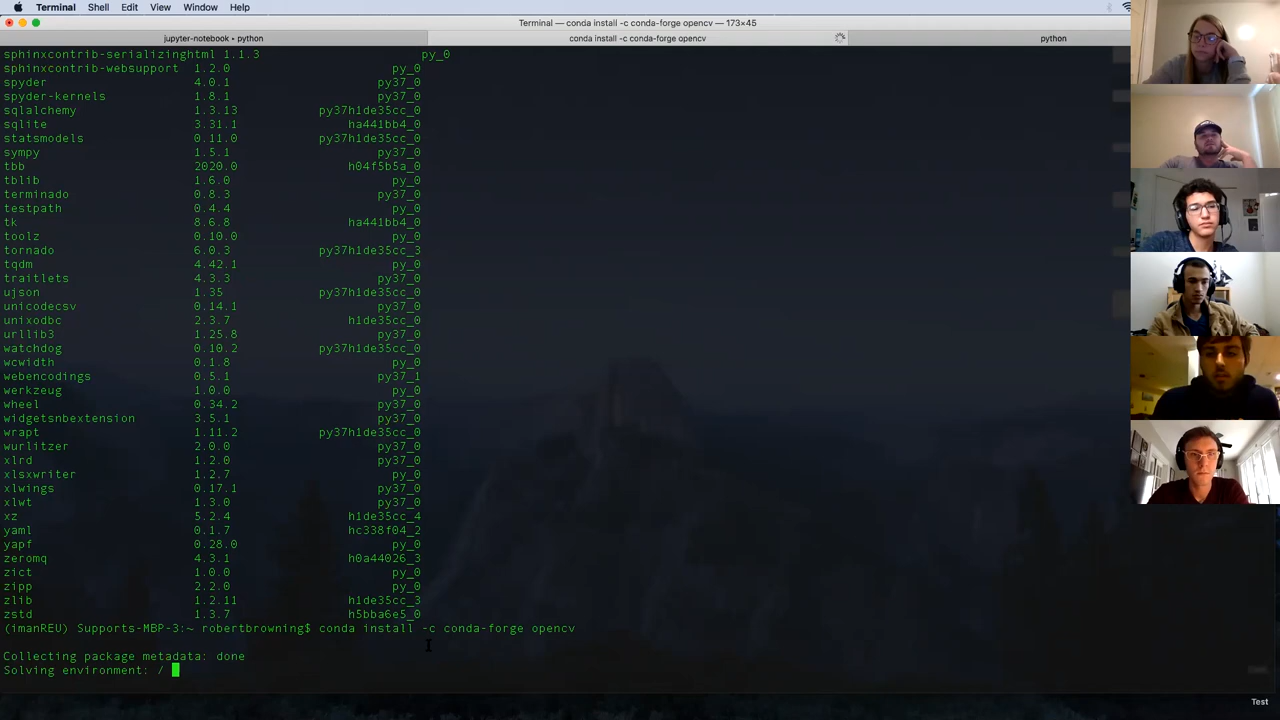 Terminal Shell Edit View Window Help
Terminal — conda install -c conda-forge opencv — 173×45
jupyter-notebook • python
conda install -c conda-forge opencv
python
sphinxcontrib-serializinghtml 1.1.3 py_0
sphinxcontrib-websupport 1.2.0 py_0
spyder 4.0.1 py37_0
spyder-kernels 1.8.1 py37_0
sqlalchemy 1.3.13 py37h1de35cc_0
sqlite 3.31.1 ha441bb4_0
statsmodels 0.11.0 py37h1de35cc_0
sympy 1.5.1 py37_0
tbb 2020.0 h04f5b5a_0
tblib 1.6.0 py_0
terminado 0.8.3 py37_0
testpath 0.4.4 py_0
tk 8.6.8 ha441bb4_0
toolz 0.10.0 py_0
tornado 6.0.3 py37h1de35cc_3
tqdm 4.42.1 py_0
traitlets 4.3.3 py37_0
ujson 1.35 py37h1de35cc_0
unicodecsv 0.14.1 py37_0
unixodbc 2.3.7 h1de35cc_0
urllib3 1.25.8 py37_0
watchdog 0.10.2 py37h1de35cc_0
wcwidth 0.1.8 py_0
webencodings 0.5.1 py37_1
werkzeug 1.0.0 py_0
wheel 0.34.2 py37_0
widgetsnbextension 3.5.1 py37_0
wrapt 1.11.2 py37h1de35cc_0
wurlitzer 2.0.0 py37_0
xlrd 1.2.0 py37_0
xlsxwriter 1.2.7 py_0
xlwings 0.17.1 py37_0
xlwt 1.3.0 py37_0
xz 5.2.4 h1de35cc_4
yaml 0.1.7 hc338f04_2
yapf 0.28.0 py_0
zeromq 4.3.1 h0a44026_3
zict 1.0.0 py_0
zipp 2.2.0 py_0
zlib 1.2.11 h1de35cc_3
zstd 1.3.7 h5bba6e5_0
(imanREU) Supports-MBP-3:~ robertbrowning$ conda install -c conda-forge opencv
Collecting package metadata: done
Solving environment: /
Test